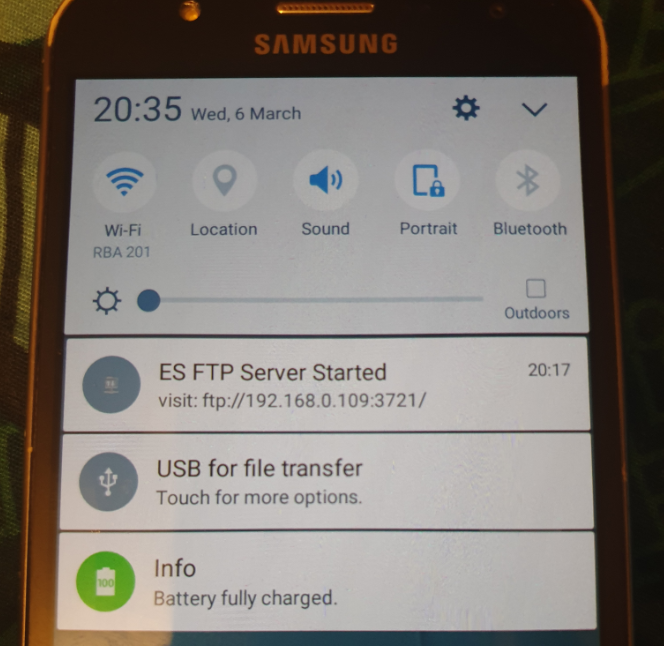 SAMSUNG
20:35 Wed, 6 March
Wi-Fi
RBA 201
Location
Sound
Portrait
Bluetooth
Outdoors
ES FTP Server Started
20:17
visit: ftp://192.168.0.109:3721/
USB for file transfer
Touch for more options.
100
Info
Battery fully charged.